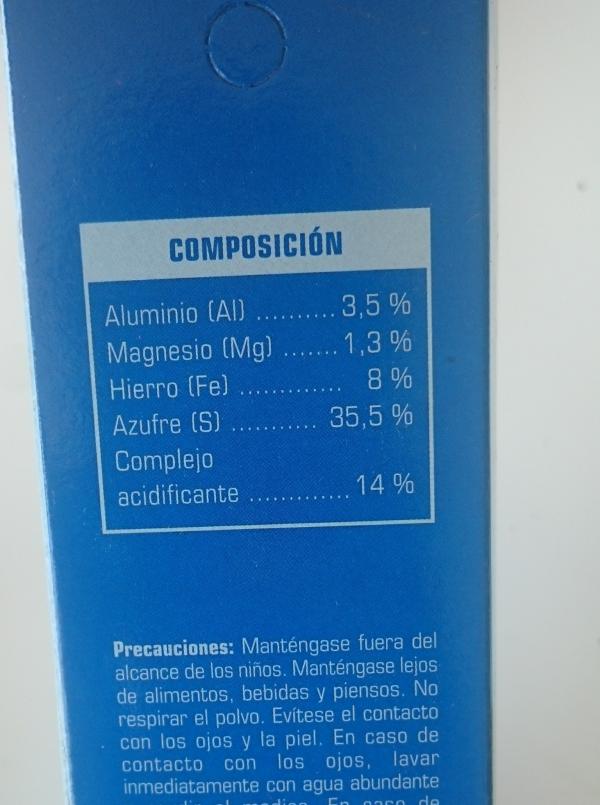 COMPOSICIÓN
Aluminio (Al) .......... 3,5 %
Magnesio (Mg) ....... 1,3 %
Hierro (Fe) ............. 8 %
Azufre (S) ........... 35,5 %
Complejo
acidificante ............. 14 %
Precauciones: Manténgase fuera del
alcance de los niños. Manténgase lejos
de alimentos, bebidas y piensos. No
respirar el polvo. Evítese el contacto
con los ojos y la piel. En caso de
contacto con los ojos, lavar
inmediatamente con agua abundante